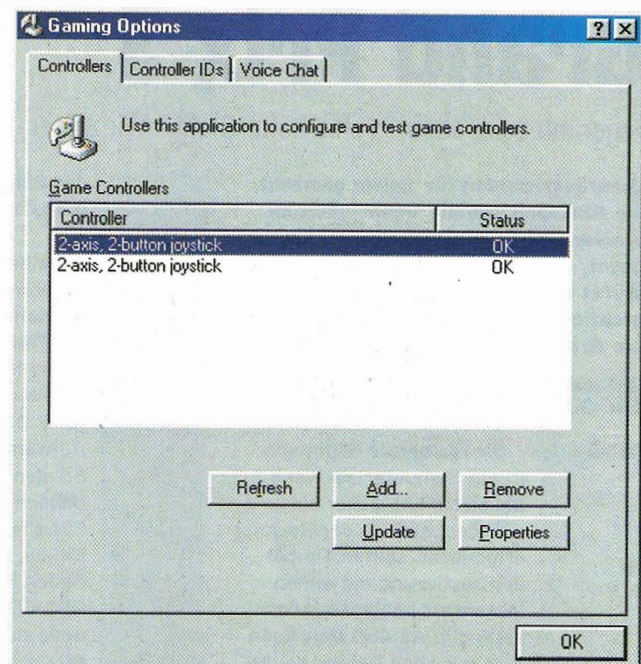 Gaming Options
Controllers Controller IDs Voice Chat
Use this application to configure and test game controllers.
Game Controllers
Controller Status
2-axis, 2-button joystick OK
2-axis, 2-button joystick OK
Refresh Add... Remove
Update Properties
OK